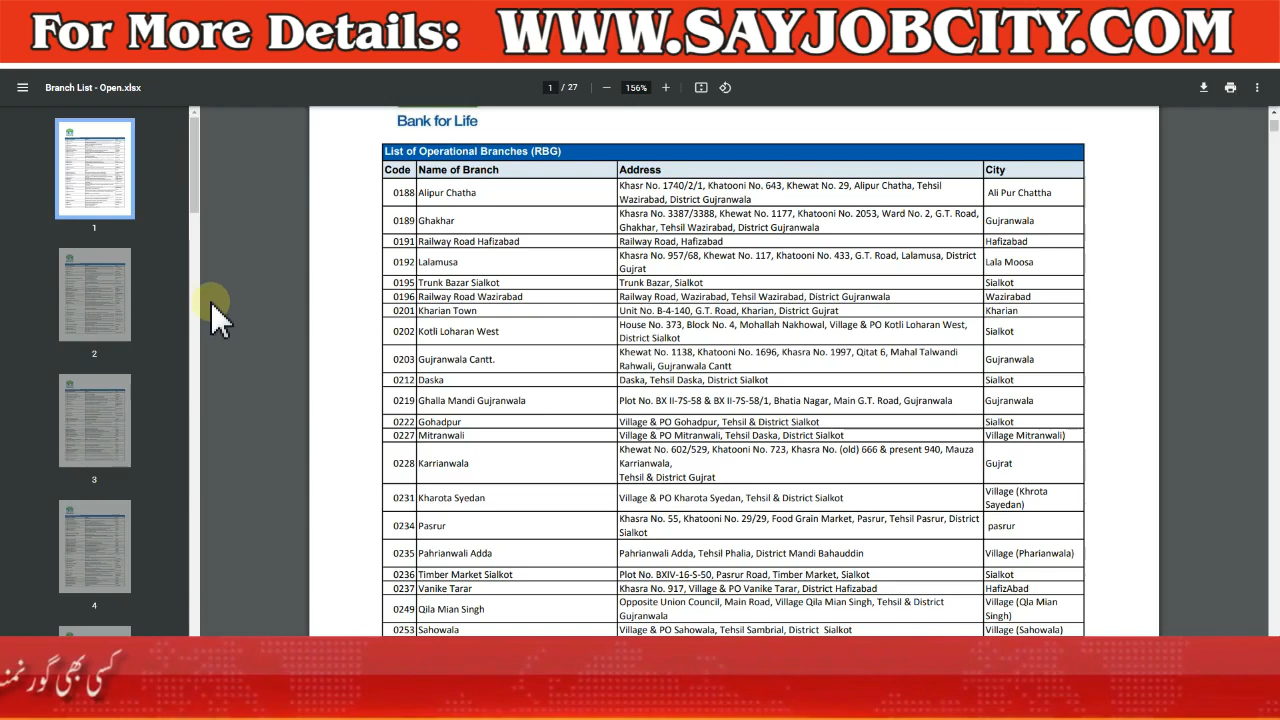 For More Details: WWW.SAYJOBCITY.COM
Branch List - Open.xlsx
1 / 27
156%
Bank for Life
List of Operational Branches (RBG)
Code Name of Branch Address City
0188 Alipur Chatha Khasr No. 1740/2/1, Khatooni No. 643, Khewat No. 29, Alipur Chatha, Tehsil Ali Pur Chattha
Wazirabad, District Gujranwala
0189 Ghakhar Khasra No. 3387/3388, Khewat No. 1177, Khatooni No. 2053, Ward No. 2, G.T. Road, Gujranwala
Ghakhar, Tehsil Wazirabad, District Gujranwala
0191 Railway Road Hafizabad Railway Road, Hafizabad Hafizabad
0192 Lalamusa Khasra No. 957/68, Khewat No. 117, Khatooni No. 433, G.T. Road, Lalamusa, District Lala Moosa
Gujrat
0195 Trunk Bazar Sialkot Trunk Bazar, Sialkot Sialkot
0196 Railway Road Wazirabad Railway Road, Wazirabad, Tehsil Wazirabad, District Gujranwala Wazirabad
0201 Kharian Town Unit No. B-4-140, G.T. Road, Kharian, District Gujrat Kharian
0202 Kotli Loharan West House No. 373, Block No. 4, Mohallah Nakhowal, Village & PO Kotli Loharan West, Sialkot
District Sialkot
0203 Gujranwala Cantt. Khewat No. 1138, Khatooni No. 1696, Khasra No. 1997, Qitat 6, Mahal Talwandi Gujranwala
Rahwali, Gujranwala Cantt
0212 Daska Daska, Tehsil Daska, District Sialkot Sialkot
0219 Ghalla Mandi Gujranwala Plot No. BX II-7S-58 & BX II-7S-58/1, Bhatia Nagar, Main G.T. Road, Gujranwala Gujranwala
0222 Gohadpur Village & PO Gohadpur, Tehsil & District Sialkot Sialkot
0227 Mitranwali Village & PO Mitranwali, Tehsil Daska, District Sialkot Village Mitranwali)
0228 Karrianwala Khewat No. 602/529, Khatooni No. 723, Khasra No. (old) 666 & present 940, Mauza Gujrat
Karrianwala,
Tehsil & District Gujrat
0231 Kharota Syedan Village & PO Kharota Syedan, Tehsil & District Sialkot Village (Khrota
Sayedan)
0234 Pasrur Khasra No. 55, Khatooni No. 29/29, Food Grain Market, Pasrur, Tehsil Pasrur, District pasrur
Sialkot
0235 Pahrianwali Adda Pahrianwali Adda, Tehsil Phalia, District Mandi Bahauddin Village (Pharianwala)
0236 Timber Market Sialkot Plot No. BXIV-16-S-50, Pasrur Road, Timber Market, Sialkot Sialkot
0237 Vanike Tarar Khasra No. 917, Village & PO Vanike Tarar, District Hafizabad HafizAbad
0249 Qila Mian Singh Opposite Union Council, Main Road, Village Qila Mian Singh, Tehsil & District Village (Qla Mian
Gujranwala Singh)
0253 Sahowala Village & PO Sahowala, Tehsil Sambrial, District Sialkot Village (Sahowala)
1
2
3
4
کسی بھی گورنمنٹ